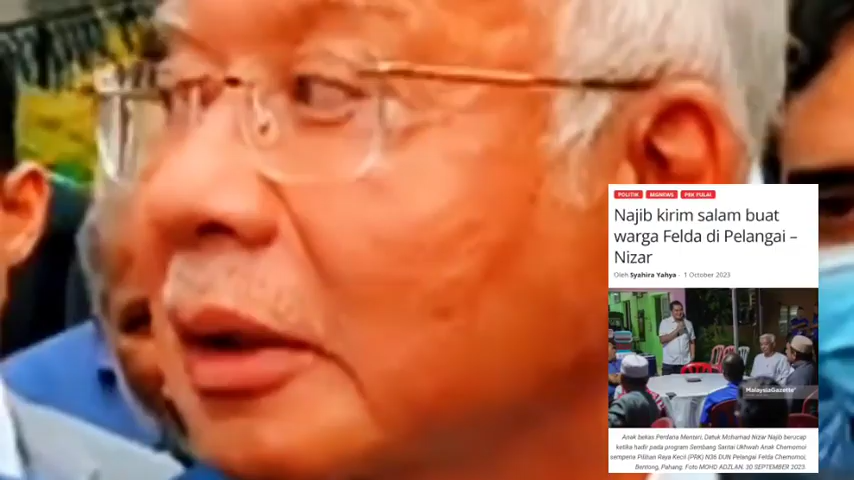 POLITIK MGNEWS PRK PULAI
Najib kirim salam buat
warga Felda di Pelangai –
Nizar
Oleh Syahira Yahya - 1 October 2023
MalaysiaGazette
Anak bekas Perdana Menteri, Datuk Mohamad Nizar Najib berucap
ketika hadir pada program Sembang Santai Ukhwah Anak Chemomoi
sempena Pilihan Raya Kecil (PRK) N36 DUN Pelangai Felda Chemomoi,
Bentong, Pahang. Foto MOHD ADZLAN. 30 SEPTEMBER 2023.